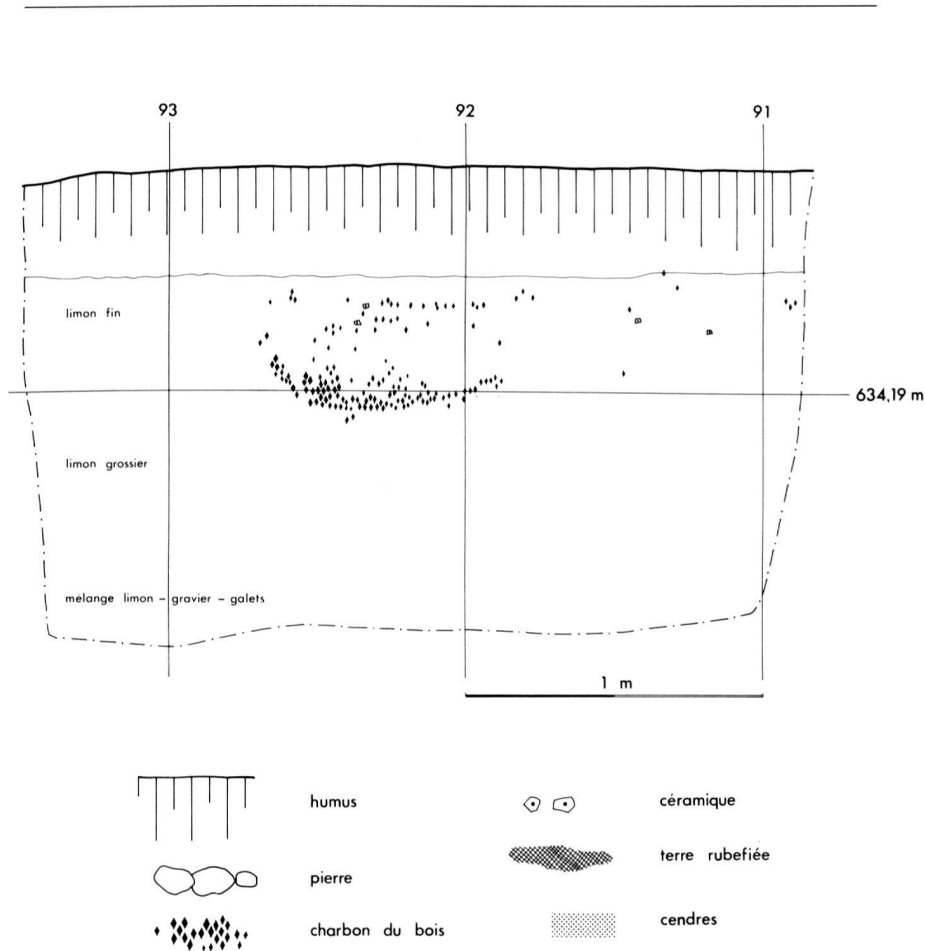 93 92 91
limon fin
634,19 m
limon grossier
mélange limon – gravier – galets
1 m
humus
céramique
terre rubefiée
pierre
cendres
charbon du bois